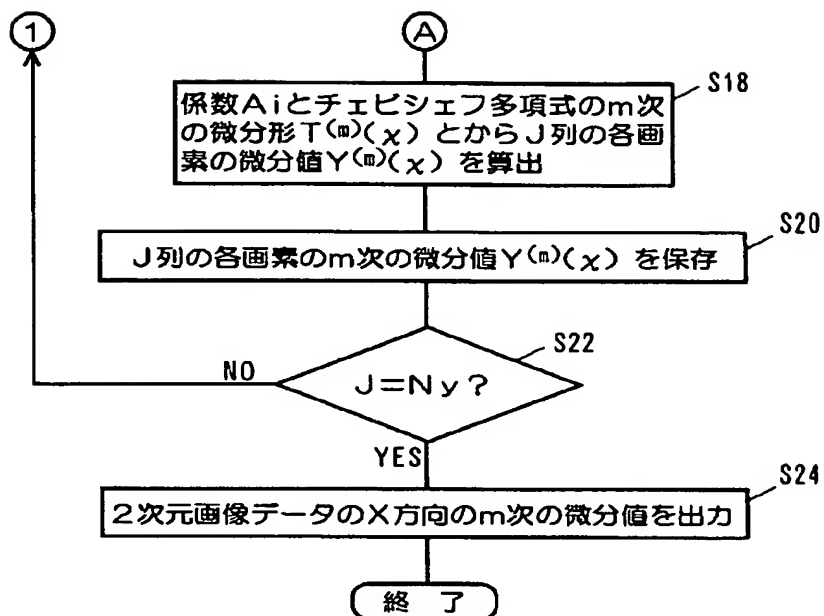 1
A
S18
係数Aiとチェビシェフ多項式のm次
の微分形T(m)(χ)とからJ列の各画
素の微分値Y(m)(χ)を算出
S20
J列の各画素のm次の微分値Y(m)(χ)を保存
S22
NO
J=Ny?
YES
S24
2次元画像データのX方向のm次の微分値を出力
終 了